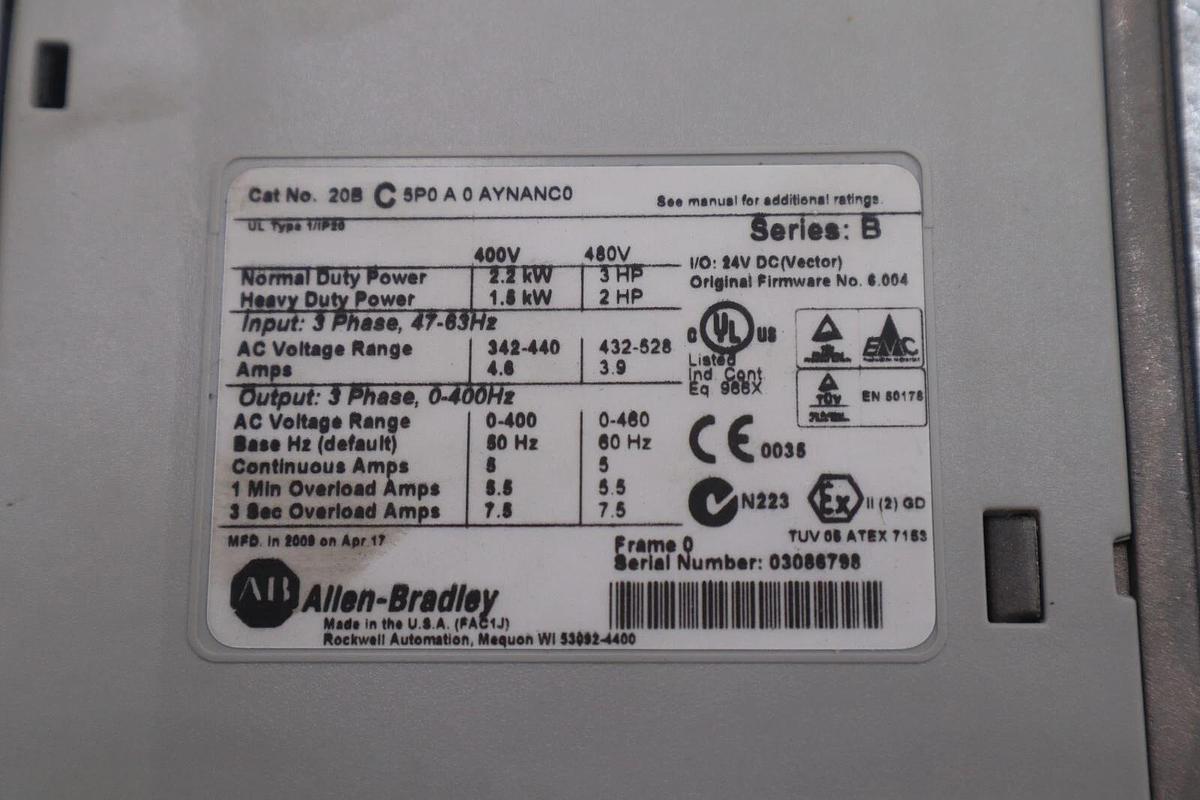 Cat No. 20B C 5P0 A 0 AYNANC0
See manual for additional ratings.
UL Type 1/IP20
Series: B
400V 480V
I/O: 24V DC(Vector)
Normal Duty Power 2.2 kW 3 HP
Original Firmware No. 6.004
Heavy Duty Power 1.5 kW 2 HP
Input: 3 Phase, 47-63Hz
AC Voltage Range 342-440 432-528
Amps 4.6 3.9
C UL US
Listed
Ind Cont
Eq 966X
EMC
TÜV
EN 50178
Output: 3 Phase, 0-400Hz
AC Voltage Range 0-400 0-460
Base Hz (default) 50 Hz 60 Hz
Continuous Amps 5 5
1 Min Overload Amps 5.5 5.5
3 Sec Overload Amps 7.5 7.5
CE 0035
N223
Ex II (2) GD
TUV 05 ATEX 7153
MFD. in 2009 on Apr 17
Frame 0
Serial Number: 03086798
AB Allen-Bradley
Made in the U.S.A. (FAC1J)
Rockwell Automation, Mequon WI 53092-4400